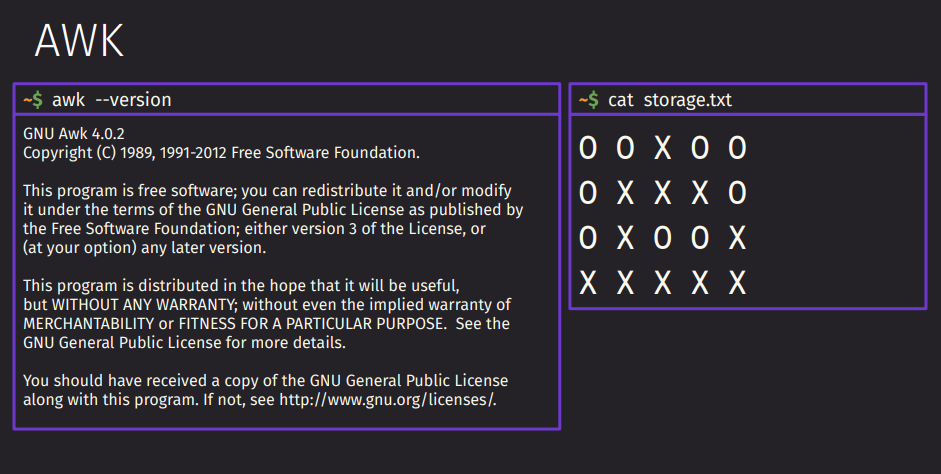 AWK
~$ awk --version
GNU Awk 4.0.2
Copyright (C) 1989, 1991-2012 Free Software Foundation.
This program is free software; you can redistribute it and/or modify
it under the terms of the GNU General Public License as published by
the Free Software Foundation; either version 3 of the License, or
(at your option) any later version.
This program is distributed in the hope that it will be useful,
but WITHOUT ANY WARRANTY; without even the implied warranty of
MERCHANTABILITY or FITNESS FOR A PARTICULAR PURPOSE.  See the
GNU General Public License for more details.
You should have received a copy of the GNU General Public License
along with this program. If not, see http://www.gnu.org/licenses/.
~$ cat storage.txt
O O X O O
O X X X O
O X O O X
X X X X X